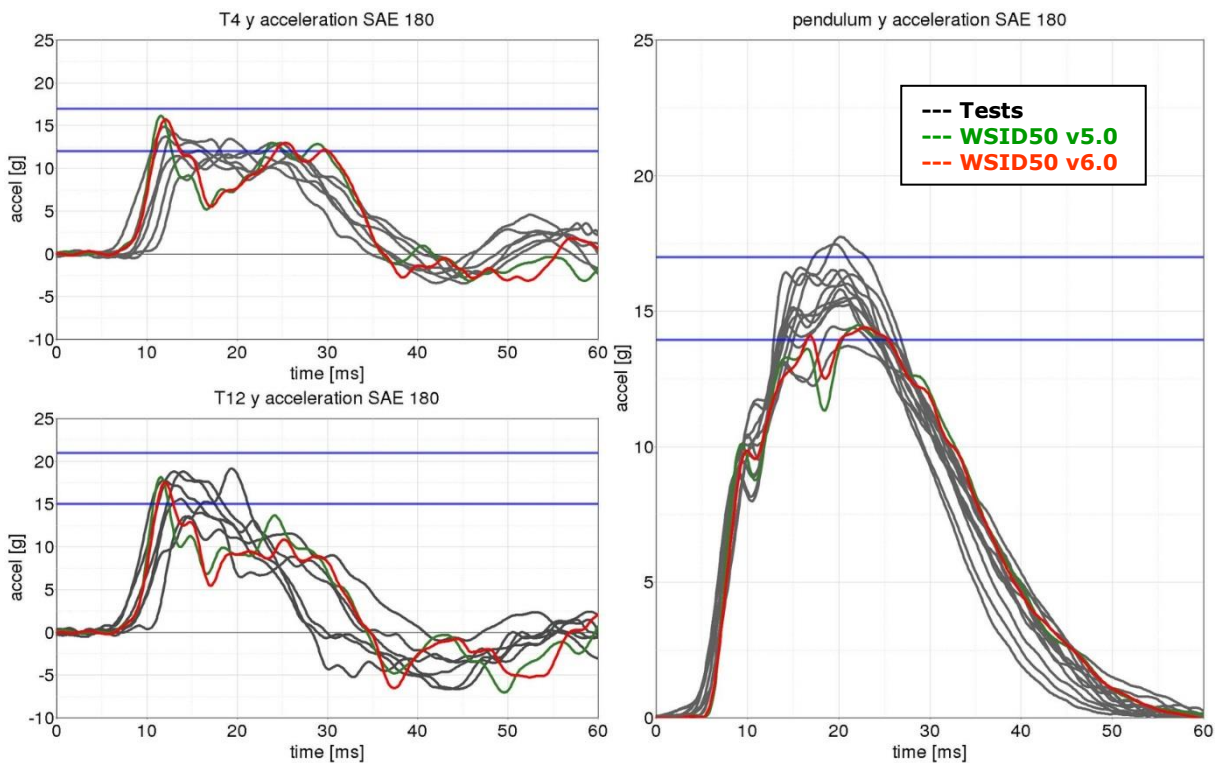 T4 y acceleration SAE 180
25
20
15
10
5
0
-5
-10
accel [g]
0 10 20 30 40 50 60
time [ms]
T12 y acceleration SAE 180
25
20
15
10
5
0
-5
-10
accel [g]
0 10 20 30 40 50 60
time [ms]
pendulum y acceleration SAE 180
25
20
15
10
5
0
accel [g]
0 10 20 30 40 50 60
time [ms]
--- Tests
--- WSID50 v5.0
--- WSID50 v6.0